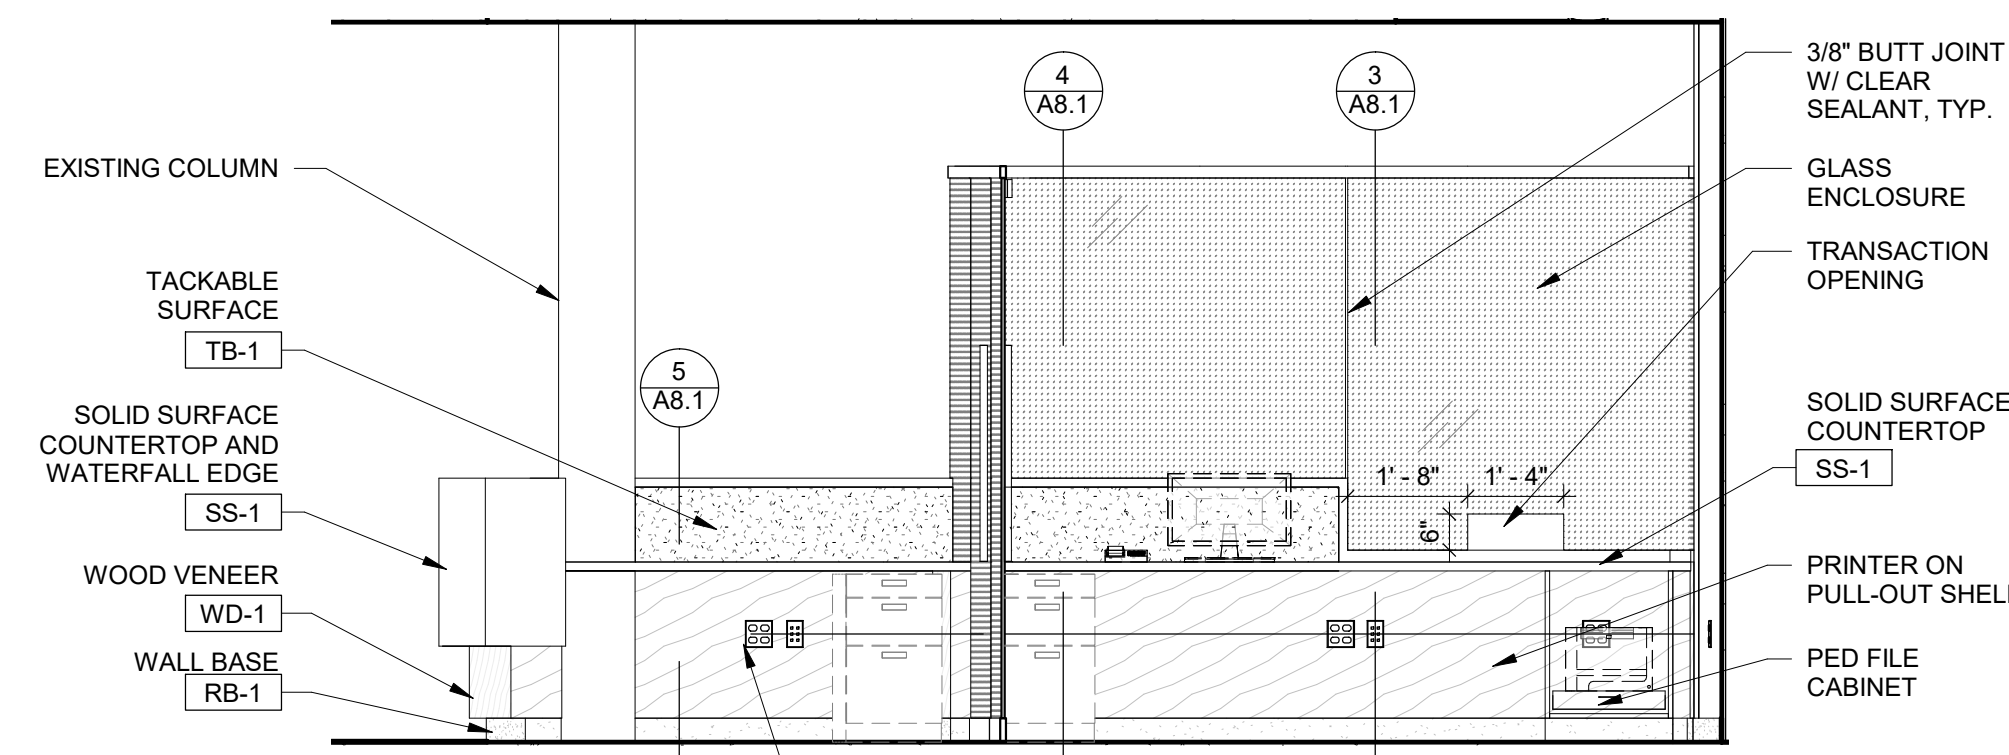 4
A8.1
3
A8.1
3/8" BUTT JOINT
W/ CLEAR
SEALANT, TYP.
EXISTING COLUMN
GLASS
ENCLOSURE
TRANSACTION
OPENING
TACKABLE
SURFACE
TB-1
5
A8.1
SOLID SURFACE
COUNTERTOP AND
WATERFALL EDGE
SS-1
SOLID SURFACE
COUNTERTOP
SS-1
1' - 8"
1' - 4"
6"
WOOD VENEER
WD-1
PRINTER ON
PULL-OUT
WALL BASE
RB-1
PED FILE
CABINET